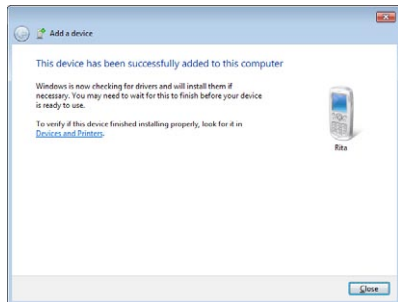 Add a device
This device has been successfully added to this computer
Windows is now checking for drivers and will install them if
necessary. You may need to wait for this to finish before your device
is ready to use.
To verify if this device finished installing properly, look for it in
Devices and Printers.
Rita
Close